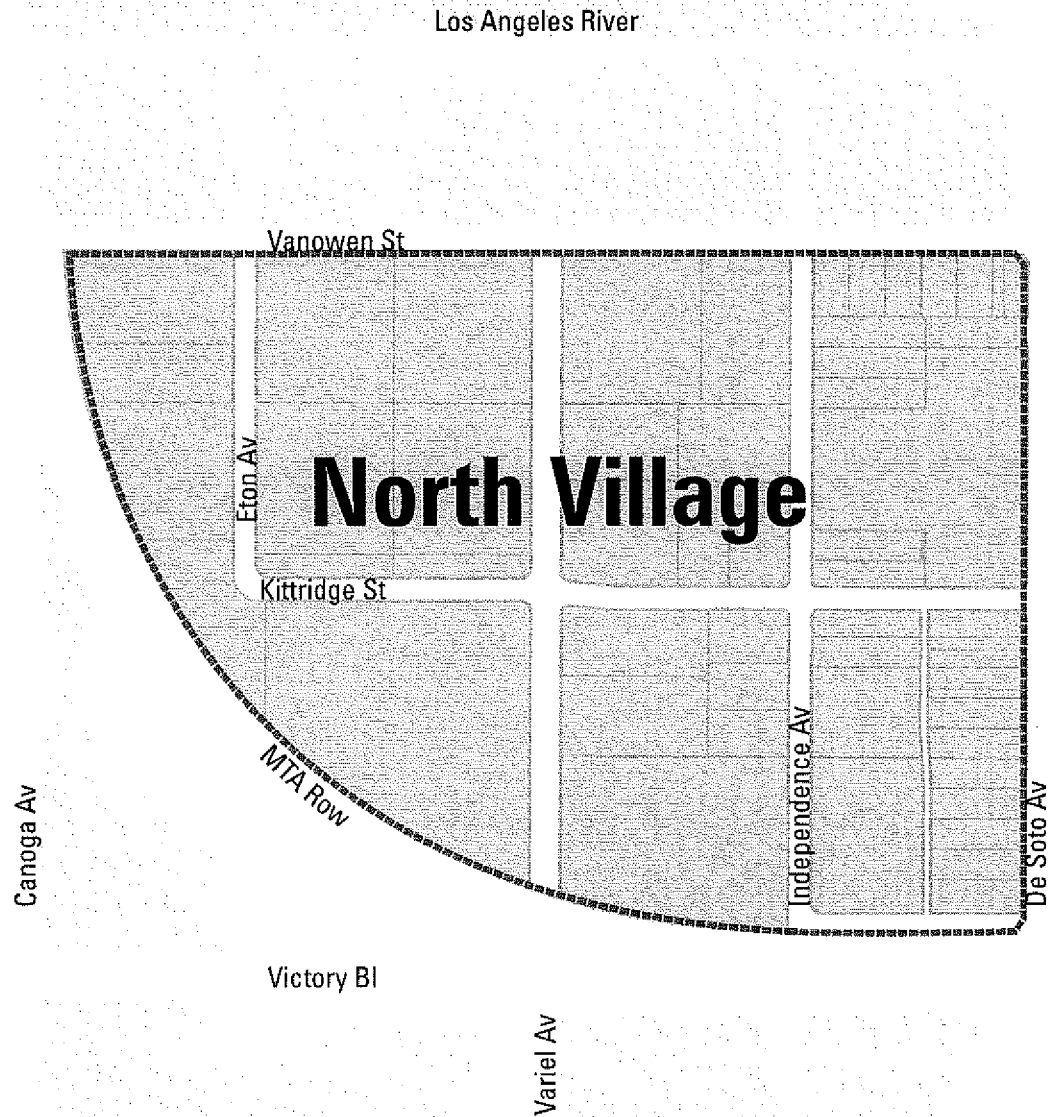 Los Angeles River
Vanowen St
Eton Av
North Village
Kittridge St
MTA Row
Independence Av
Canoga Av
De Soto Av
Victory Bl
Variel Av